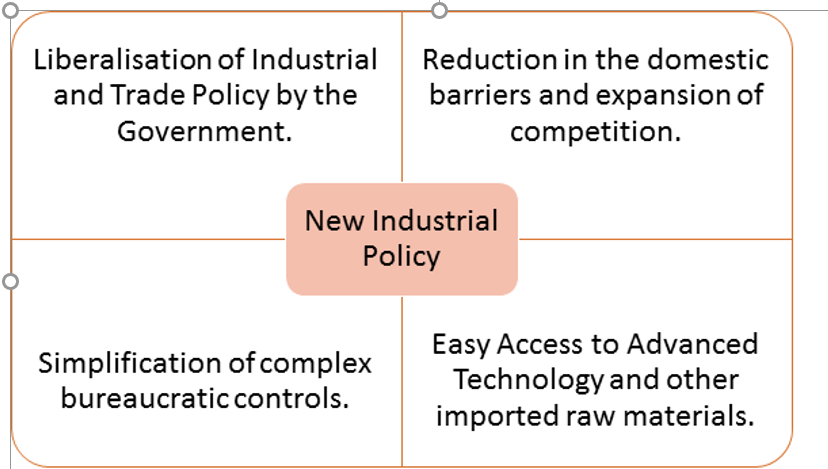 Liberalisation of Industrial
and Trade Policy by the
Government.
Reduction in the domestic
barriers and expansion of
competition.
New Industrial
Policy
Simplification of complex
bureaucratic controls.
Easy Access to Advanced
Technology and other
imported raw materials.